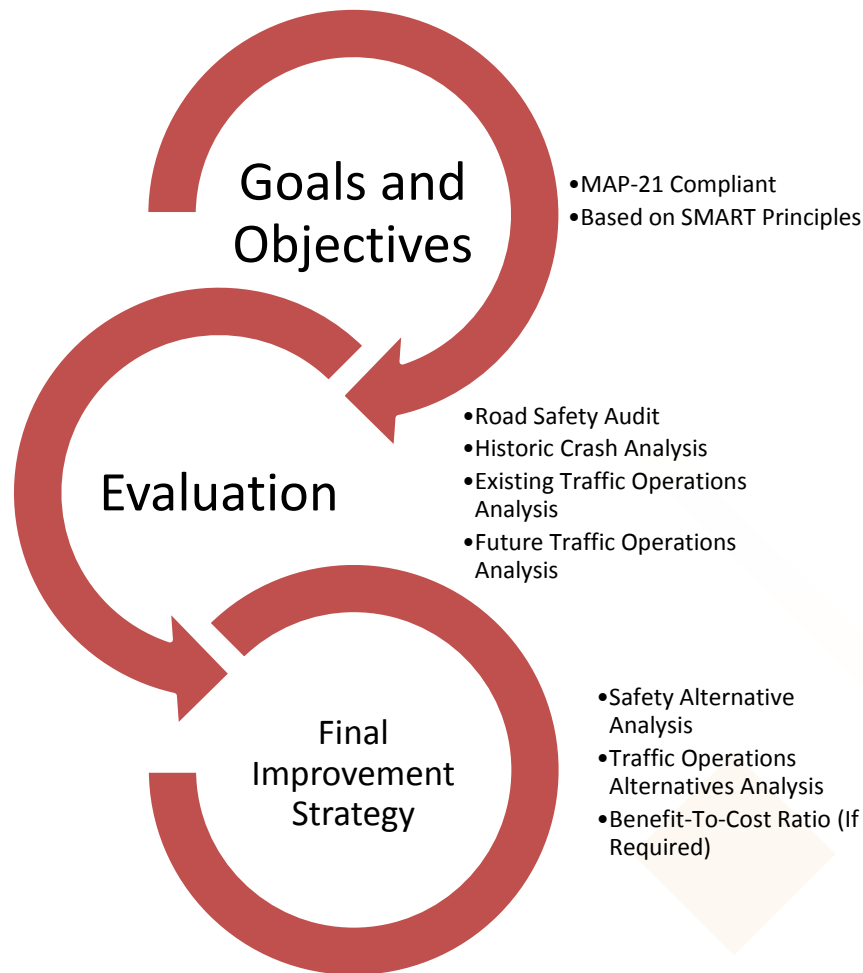 Goals and
Objectives
•MAP-21 Compliant
•Based on SMART Principles
Evaluation
•Road Safety Audit
•Historic Crash Analysis
•Existing Traffic Operations
Analysis
•Future Traffic Operations
Analysis
Final
Improvement
Strategy
•Safety Alternative
Analysis
•Traffic Operations
Alternatives Analysis
•Benefit-To-Cost Ratio (If
Required)